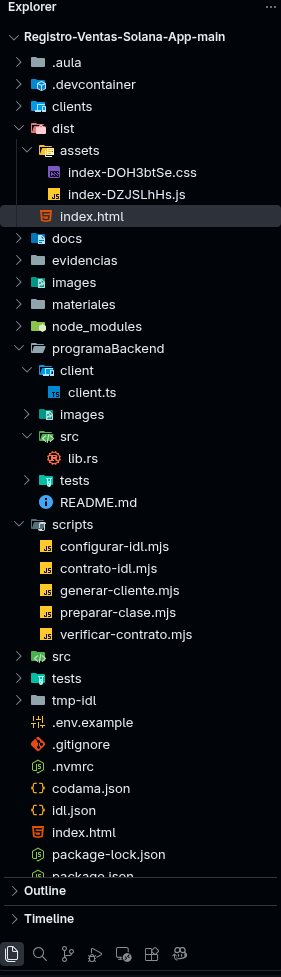 Explorer
Registro-Ventas-Solana-App-main
.aula
.devcontainer
clients
dist
assets
index-DOH3btSe.css
index-DZJSLhHs.js
index.html
docs
evidencias
images
materiales
node_modules
programaBackend
client
client.ts
images
src
lib.rs
tests
README.md
scripts
configurar-idl.mjs
contrato-idl.mjs
generar-cliente.mjs
preparar-clase.mjs
verificar-contrato.mjs
src
tests
tmp-idl
.env.example
.gitignore
.nvmrc
codama.json
idl.json
index.html
package-lock.json
package.json
Outline
Timeline